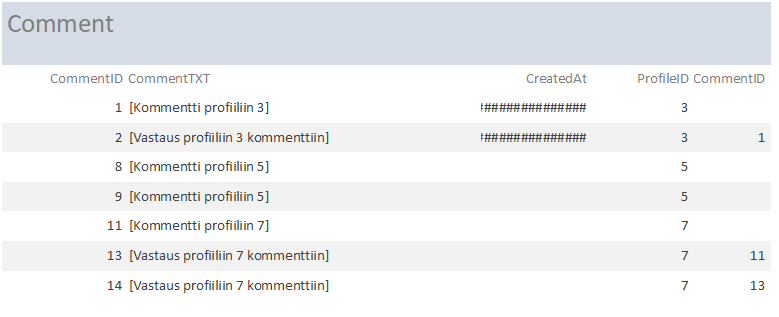 Comment
CommentID CommentTXT CreatedAt ProfileID CommentID
1 [Kommentti profiiliin 3] ############### 3
2 [Vastaus profiiliin 3 kommenttiin] ############### 3 1
8 [Kommentti profiiliin 5] 5
9 [Kommentti profiiliin 5] 5
11 [Kommentti profiiliin 7] 7
13 [Vastaus profiiliin 7 kommenttiin] 7 11
14 [Vastaus profiiliin 7 kommenttiin] 7 13